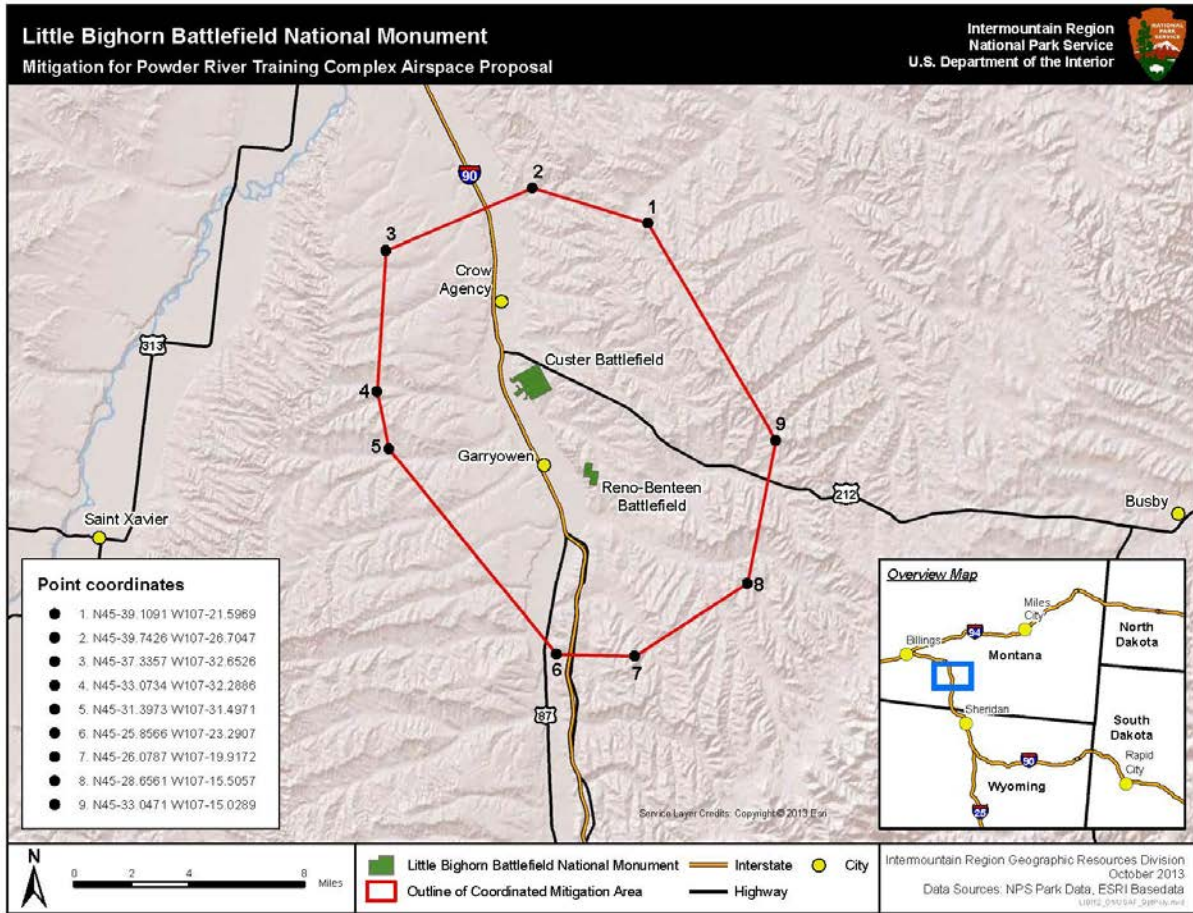 Little Bighorn Battlefield National Monument
Mitigation for Powder River Training Complex Airspace Proposal
Intermountain Region
National Park Service
U.S. Department of the Interior
NATIONAL
PARK
SERVICE
90
2
1
3
Crow
Agency
313
Custer Battlefield
4
9
5
Garryowen
Reno-Benteen
Battlefield
212
Busby
Saint Xavier
8
6
7
87
Point coordinates
1. N45-39.1091 W107-21.5969
2. N45-39.7426 W107-26.7047
3. N45-37.3357 W107-32.6526
4. N45-33.0734 W107-32.2886
5. N45-31.3973 W107-31.4971
6. N45-25.8566 W107-23.2907
7. N45-26.0787 W107-19.9172
8. N45-28.6561 W107-15.5057
9. N45-33.0471 W107-15.0289
Overview Map
Miles
City
North
Dakota
94
Billings
Montana
Sheridan
South
Dakota
90
Rapid
City
Wyoming
25
Service Layer Credits: Copyright © 2013 Esri
N
0 2 4 8
Miles
Little Bighorn Battlefield National Monument
Interstate
City
Outline of Coordinated Mitigation Area
Highway
Intermountain Region Geographic Resources Division
October 2013
Data Sources: NPS Park Data, ESRI Basedata